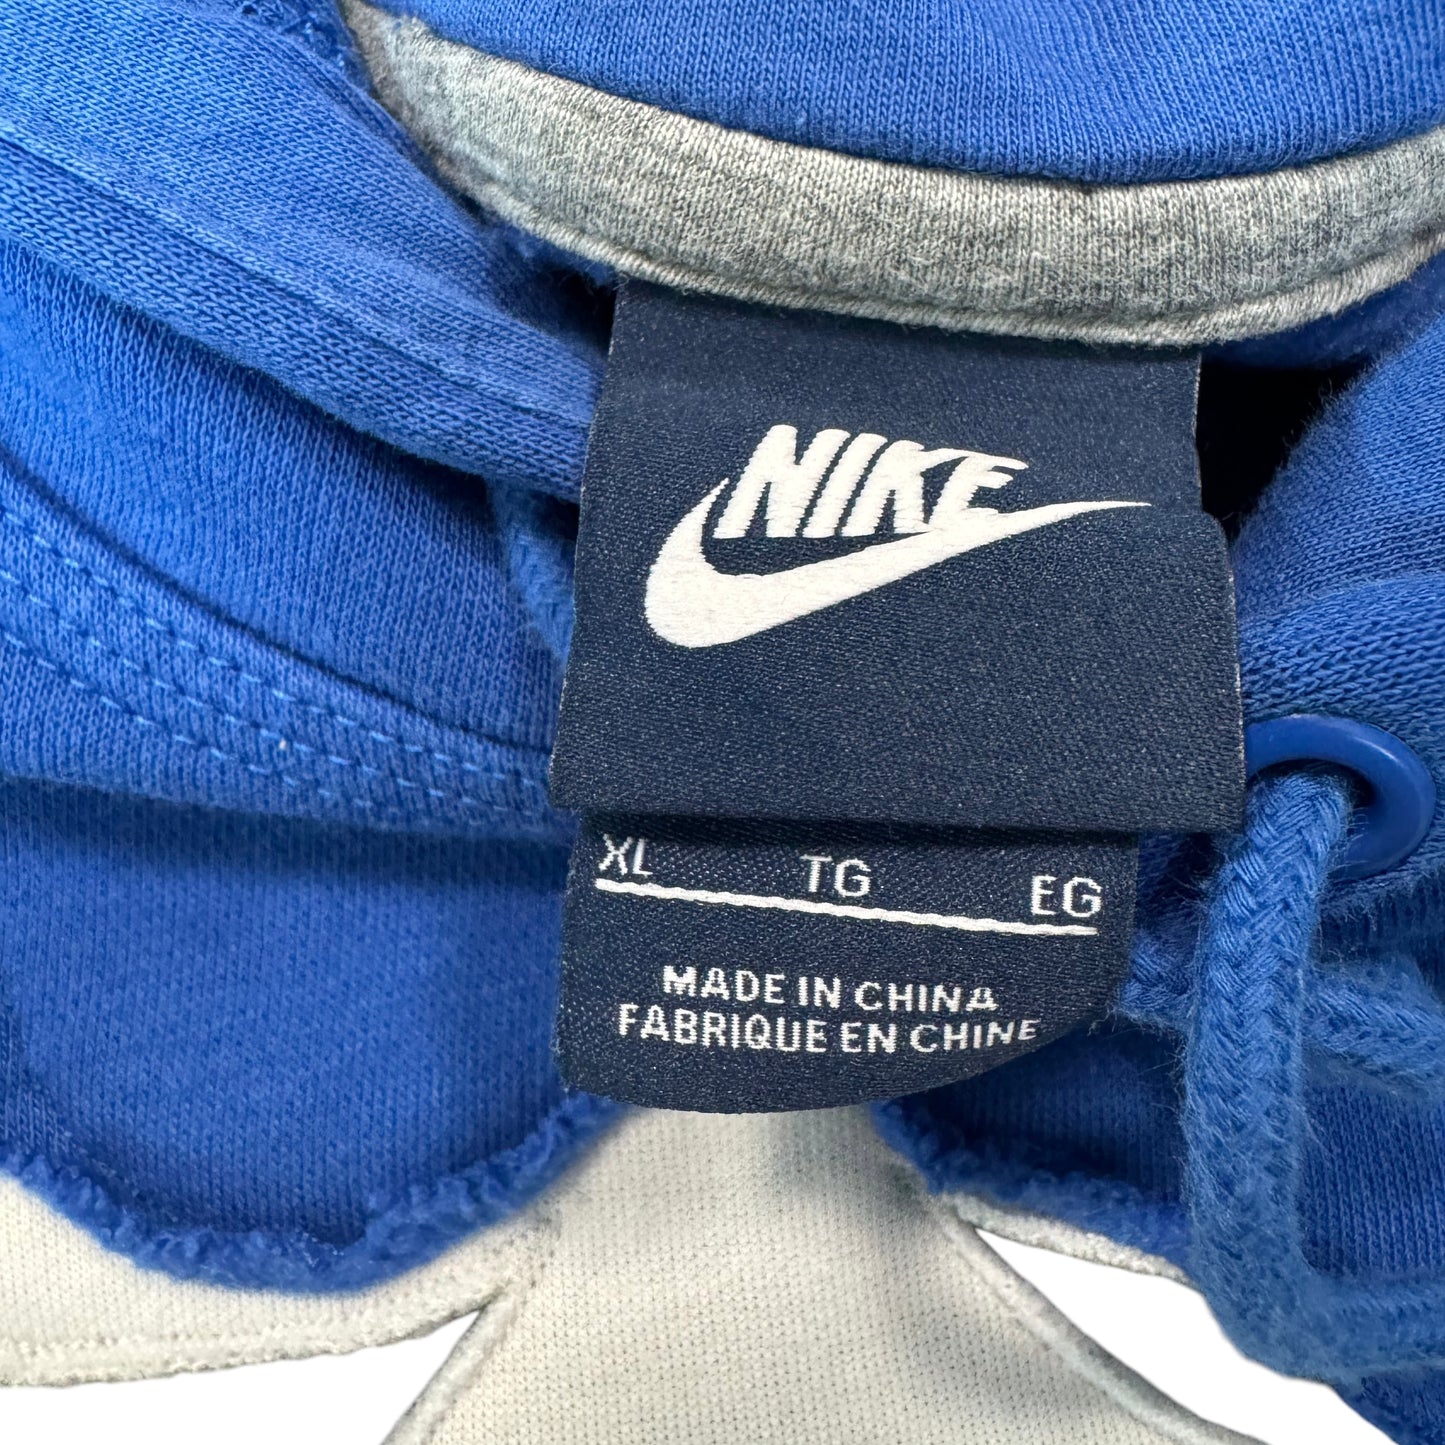 NIKE
XL TG EG
MADE IN CHINA
FABRIQUE EN CHINE